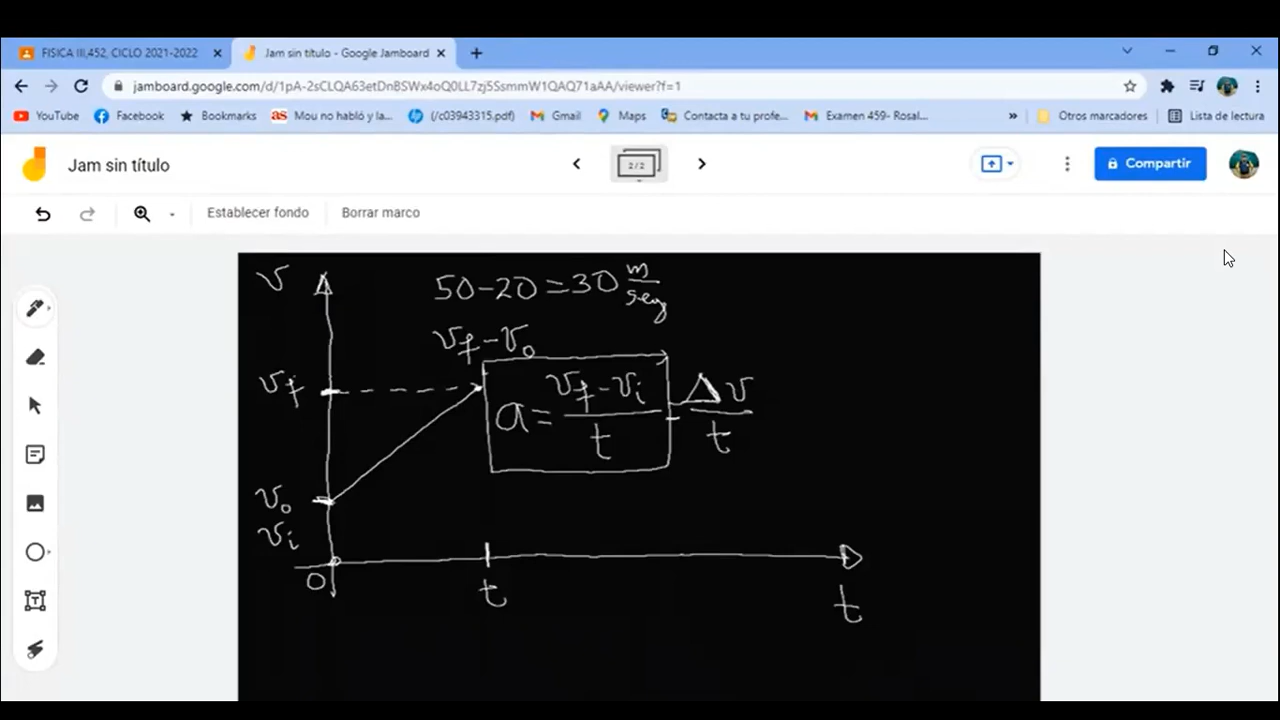 FISICA III,452, CICLO 2021-2022
Jam sin título - Google Jamboard
jamboard.google.com/d/1pA-2sCLQA63etDnBSWx4oQ0LL7zj5SsmmW1QAQ71aAA/viewer?f=1
YouTube Facebook Bookmarks as Mou no habló y la... (/c03943315.pdf) Gmail Maps Contacta a tu profe... Examen 459- Rosal... » Otros marcadores Lista de lectura
Jam sin título
2/2
Compartir
Establecer fondo Borrar marco
v
50-20=30 m/seg
vf-v₀
vf
a= vf-vi/t = Δv/t
v₀
vi
0
t
t